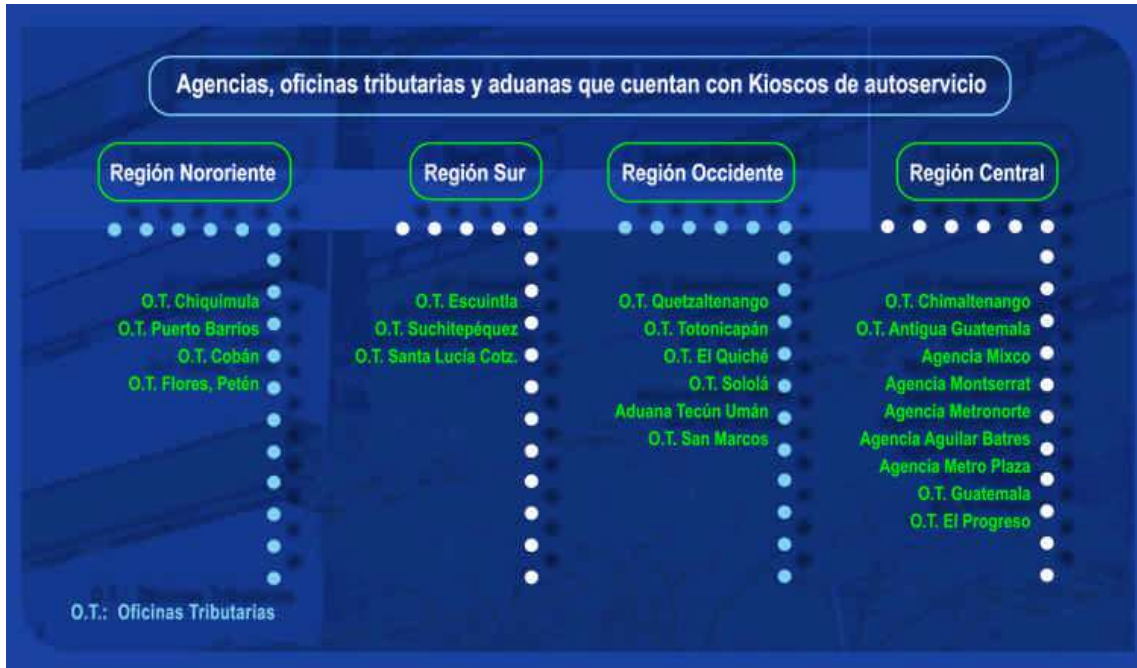 Agencias, oficinas tributarias y aduanas que cuentan con Kioscos de autoservicio
Región Nororiente
O.T. Chiquimula
O.T. Puerto Barrios
O.T. Cobán
O.T. Flores, Petén
Región Sur
O.T. Escuintla
O.T. Suchitepéquez
O.T. Santa Lucía Cotz.
Región Occidente
O.T. Quetzaltenango
O.T. Totonicapán
O.T. El Quiché
O.T. Sololá
Aduana Tecún Umán
O.T. San Marcos
Región Central
O.T. Chimaltenango
O.T. Antigua Guatemala
Agencia Mixco
Agencia Montserrat
Agencia Metronorte
Agencia Aguilar Batres
Agencia Metro Plaza
O.T. Guatemala
O.T. El Progreso
O.T.: Oficinas Tributarias